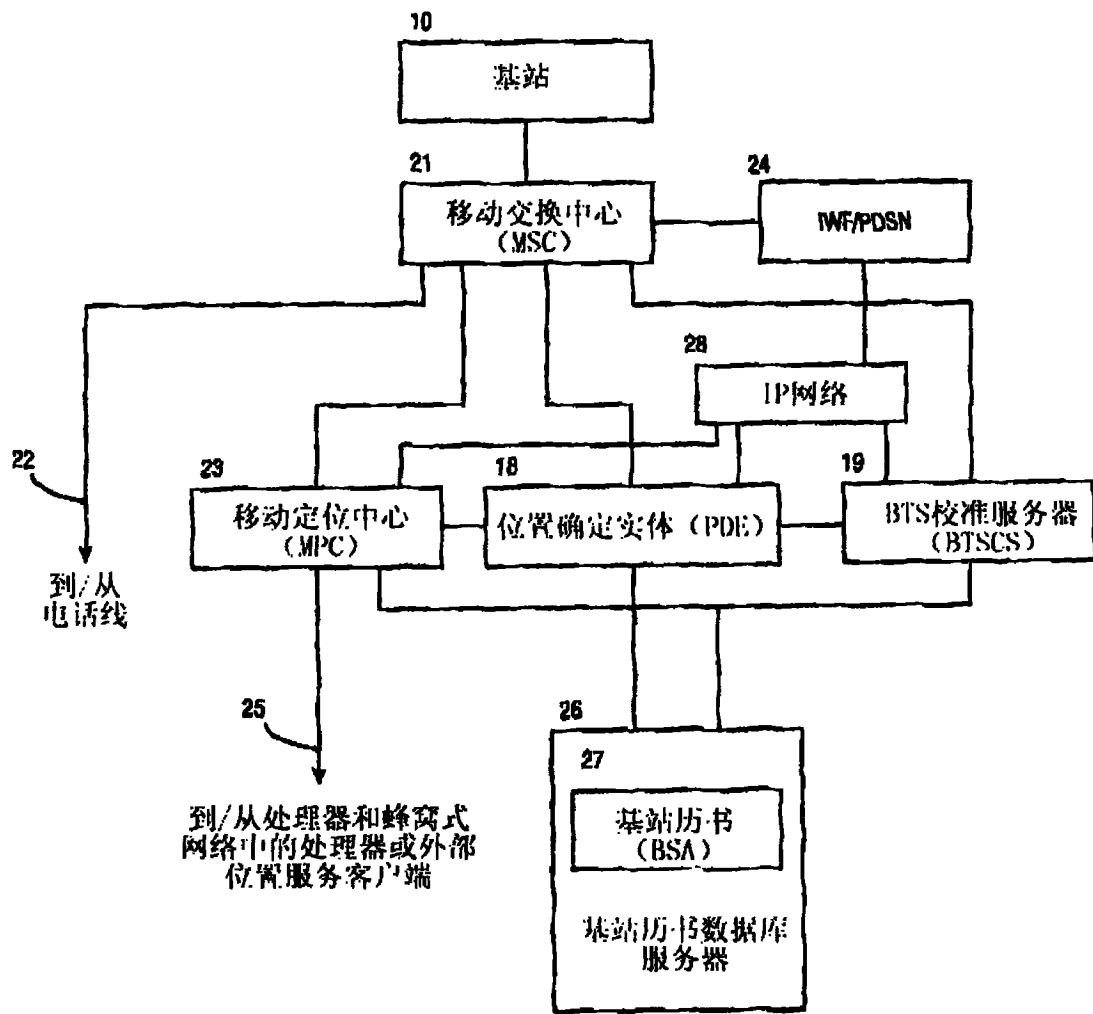 10
基站
21
移动交换中心
（MSC）
24
IWF/PDSN
28
IP网络
22
23
移动定位中心
（MPC）
18
位置确定实体（PDE）
19
BTS校准服务器
（BTSCS）
到/从
电话线
25
到/从处理器和蜂窝式
网络中的处理器或外部
位置服务客户端
26
27
基站历书
（BSA）
基站历书数据库
服务器